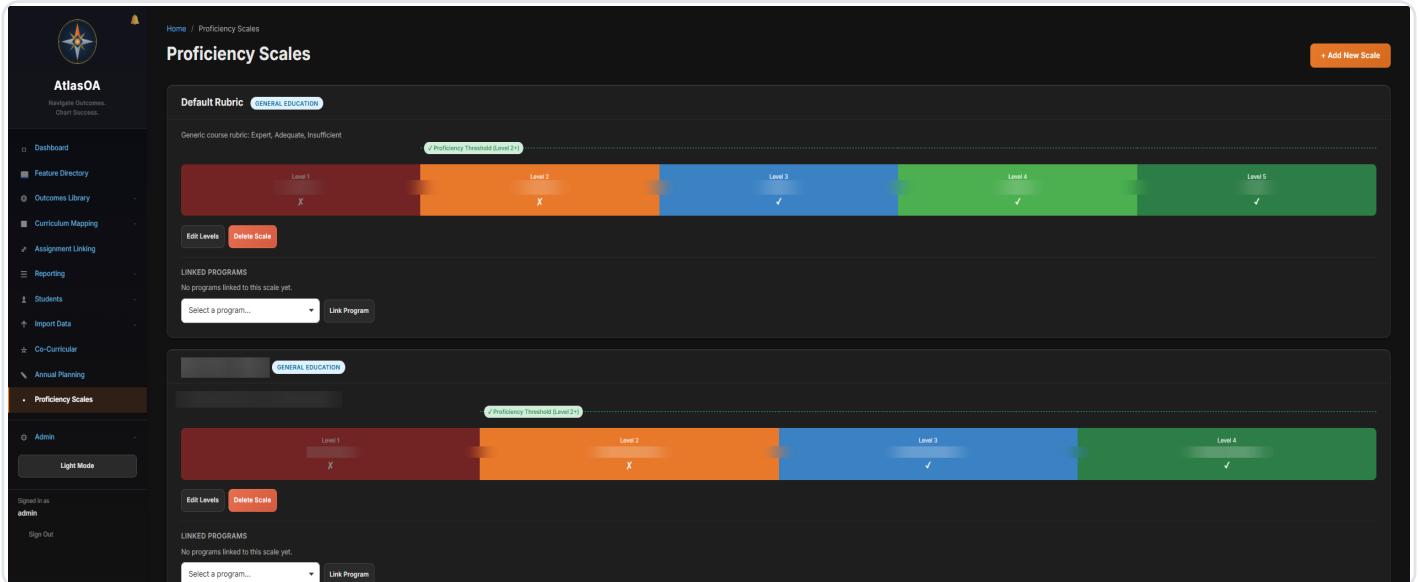 AtlasOA
Navigate Outcomes.
Chart Success.
Dashboard
Feature Directory
Outcomes Library
Curriculum Mapping
Assignment Linking
Reporting
Students
Import Data
Co-Curricular
Annual Planning
Proficiency Scales
Admin
Light Mode
Signed in as
admin
Sign Out
Home / Proficiency Scales
Proficiency Scales
+ Add New Scale
Default Rubric GENERAL EDUCATION
Generic course rubric: Expert, Adequate, Insufficient
✓ Proficiency Threshold (Level 2+)
Level 1 Level 2 Level 3 Level 4 Level 5
✗ ✗ ✓ ✓ ✓
Edit Levels Delete Scale
LINKED PROGRAMS
No programs linked to this scale yet.
Select a program... Link Program
GENERAL EDUCATION
✓ Proficiency Threshold (Level 2+)
Level 1 Level 2 Level 3 Level 4
✗ ✗ ✓ ✓
Edit Levels Delete Scale
LINKED PROGRAMS
No programs linked to this scale yet.
Select a program... Link Program